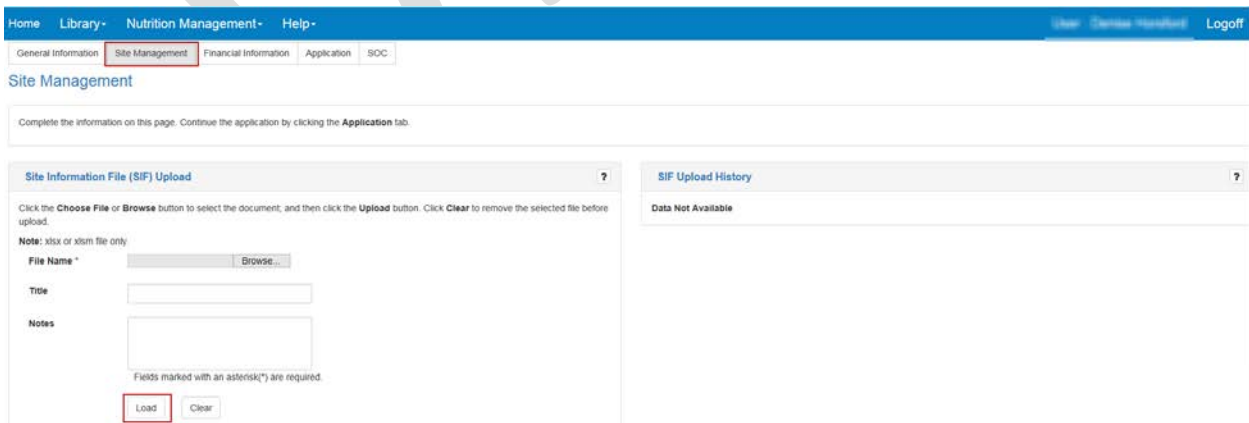 Home Library Nutrition Management Help Logoff
General Information Site Management Financial Information Application SOC
Site Management
Complete the information on this page. Continue the application by clicking the Application tab.
Site Information File (SIF) Upload ?
Click the Choose File or Browse button to select the document; and then click the Upload button. Click Clear to remove the selected file before
upload.
Note: xlsx or xlsm file only
File Name *
Browse...
Title
Notes
Fields marked with an asterisk(*) are required.
Load Clear
SIF Upload History ?
Data Not Available